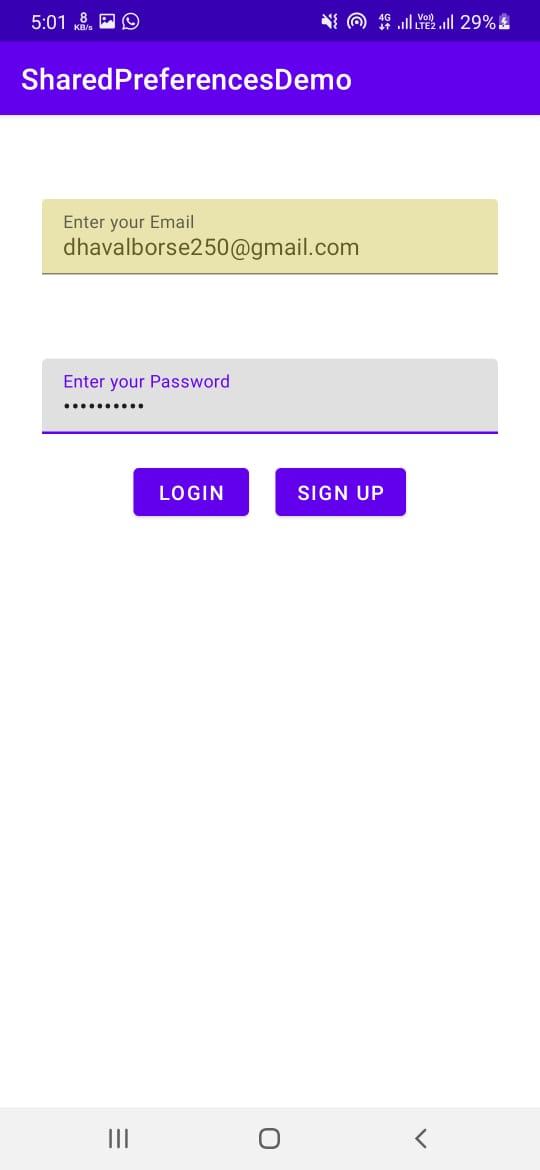 5:01 8 KB/s 4G Vo)) LTE2 29%
SharedPreferencesDemo
Enter your Email
dhavalborse250@gmail.com
Enter your Password
••••••••••
LOGIN SIGN UP